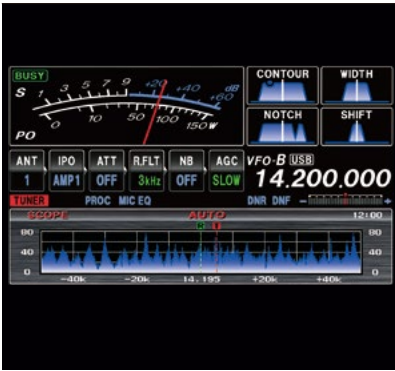 BUSY
S 1 3 5 7 9 +20 +40 +60 dB
PO 0 10 50 100 150 W
CONTOUR WIDTH
NOTCH SHIFT
ANT IPO ATT R.FLT NB AGC
1 AMP1 OFF 3kHz OFF SLOW
VFO-B USB
14.200.000
TUNER PROC MIC EQ DNR DNF - +
SCOPE AUTO 12:00
R T
80 80
40 40
0 0
-40k -20k 14.195 +20k +40k